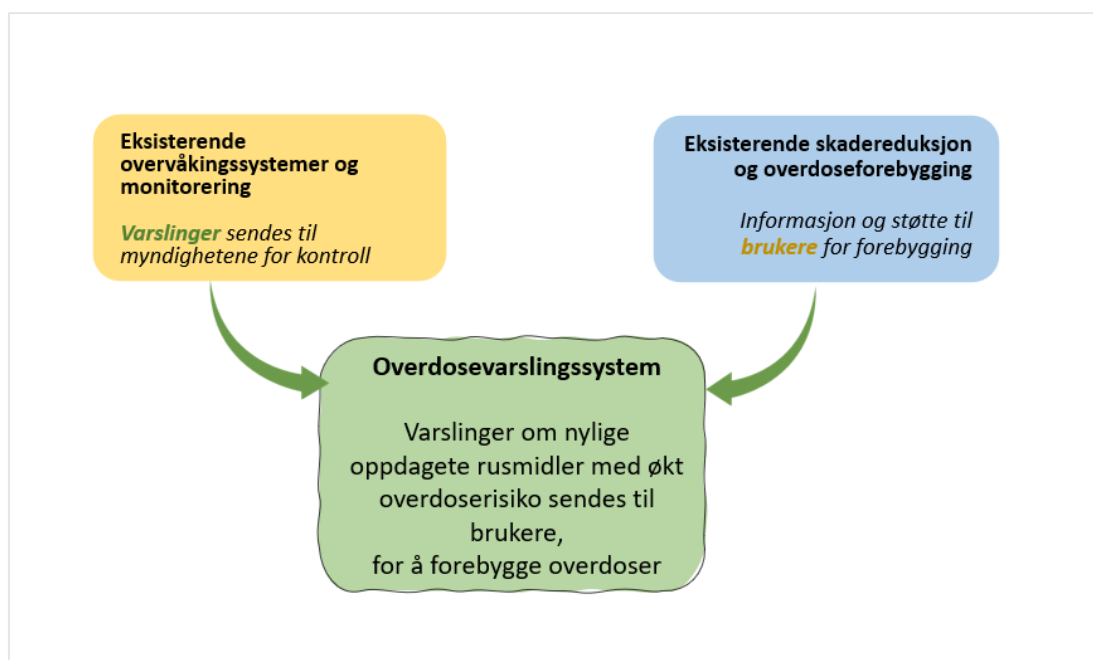 Eksisterende
overvåkingssystemer og
monitorering
Varslinger sendes til
myndighetene for kontroll
Eksisterende skadereduksjon
og overdoseforebygging
Informasjon og støtte til
brukere for forebygging
Overdosevarslingssystem
Varslinger om nylige
oppdagete rusmidler med økt
overdoserisiko sendes til
brukere,
for å forebygge overdoser